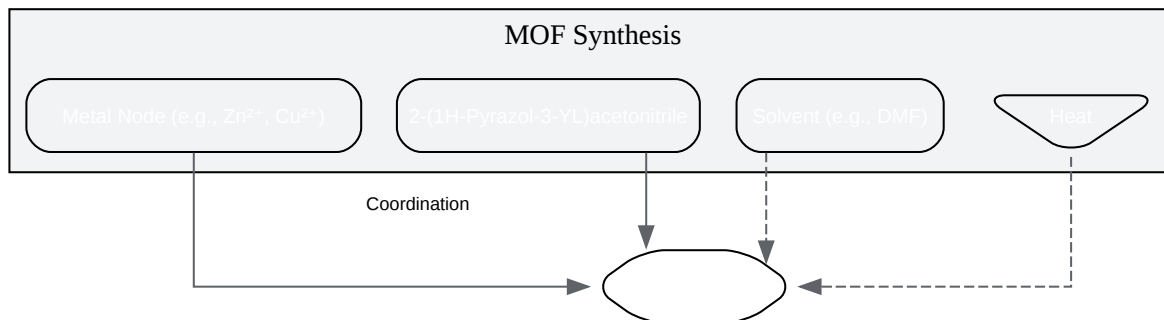 MOF Synthesis
Metal Node (e.g., Zn²⁺, Cu²⁺)
2-(1H-Pyrazol-3-YL)acetonitrile
Solvent (e.g., DMF)
Heat
Coordination